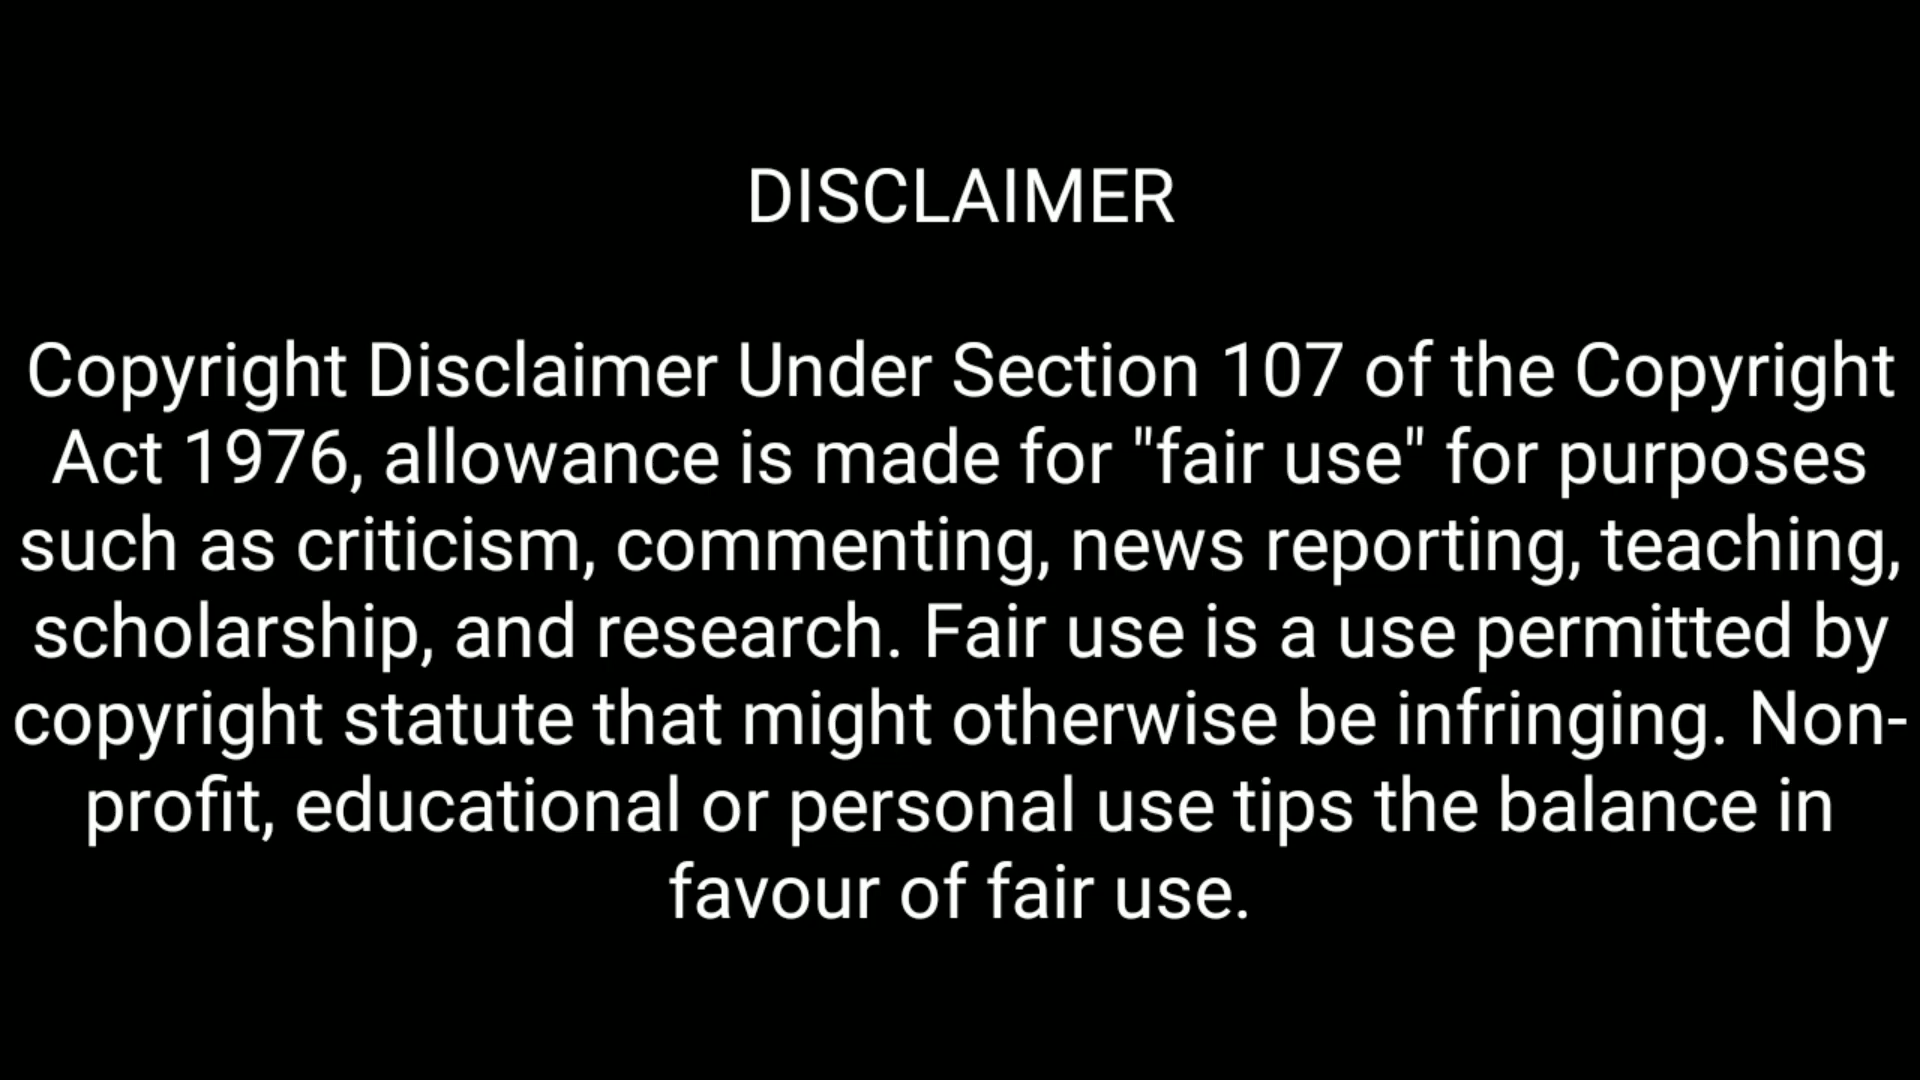 DISCLAIMER
Copyright Disclaimer Under Section 107 of the Copyright
Act 1976, allowance is made for "fair use" for purposes
such as criticism, commenting, news reporting, teaching,
scholarship, and research. Fair use is a use permitted by
copyright statute that might otherwise be infringing. Non-
profit, educational or personal use tips the balance in
favour of fair use.